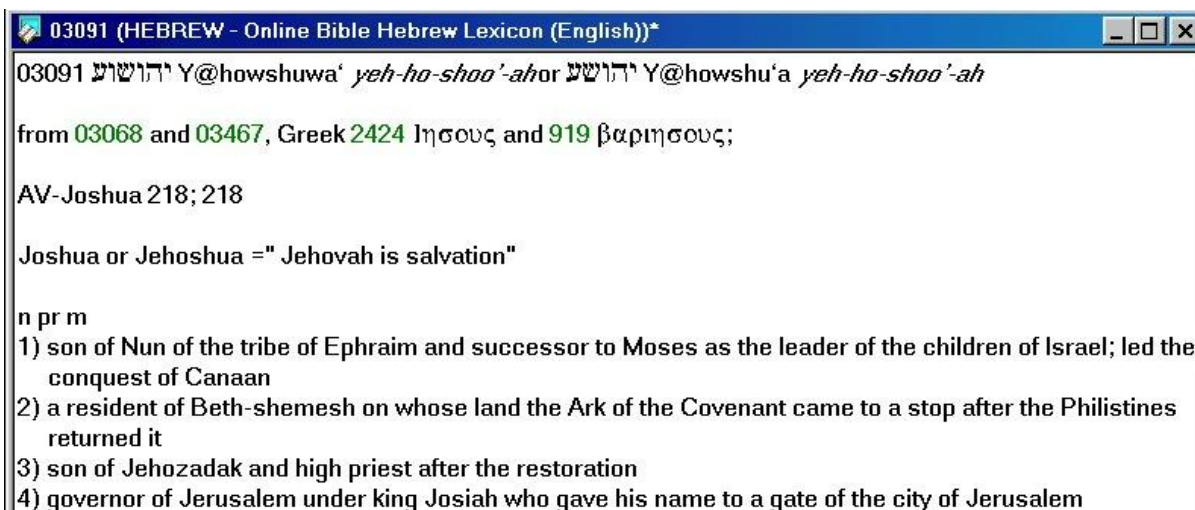 03091 (HEBREW - Online Bible Hebrew Lexicon (English))*
03091 יהושוע Y@howshuwa‘ yeh-ho-shoo'-ahor יהושע Y@howshu‘a yeh-ho-shoo'-ah
from 03068 and 03467, Greek 2424 Ιησους and 919 βαριησους;
AV-Joshua 218; 218
Joshua or Jehoshua =" Jehovah is salvation"
n pr m
1) son of Nun of the tribe of Ephraim and successor to Moses as the leader of the children of Israel; led the
conquest of Canaan
2) a resident of Beth-shemesh on whose land the Ark of the Covenant came to a stop after the Philistines
returned it
3) son of Jehozadak and high priest after the restoration
4) governor of Jerusalem under king Josiah who gave his name to a gate of the city of Jerusalem